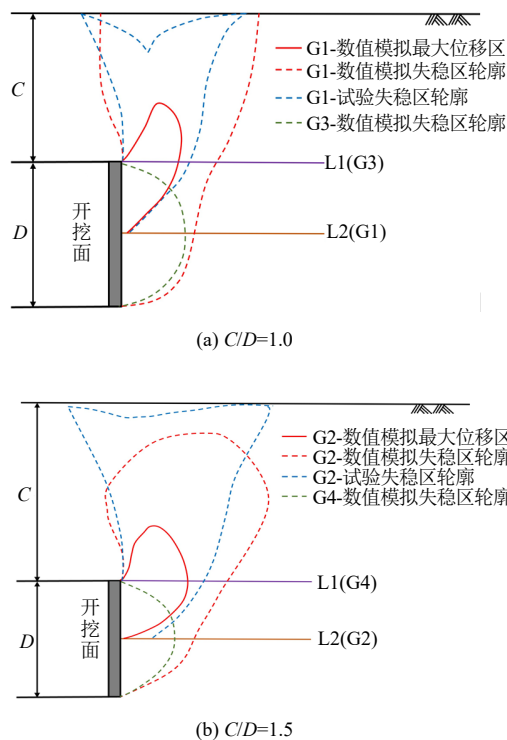 C
D
开挖面
G1-数值模拟最大位移区
G1-数值模拟失稳区轮廓
G1-试验失稳区轮廓
G3-数值模拟失稳区轮廓
L1(G3)
L2(G1)
(a) C/D=1.0
C
D
开挖面
G2-数值模拟最大位移区
G2-数值模拟失稳区轮廓
G2-试验失稳区轮廓
G4-数值模拟失稳区轮廓
L1(G4)
L2(G2)
(b) C/D=1.5